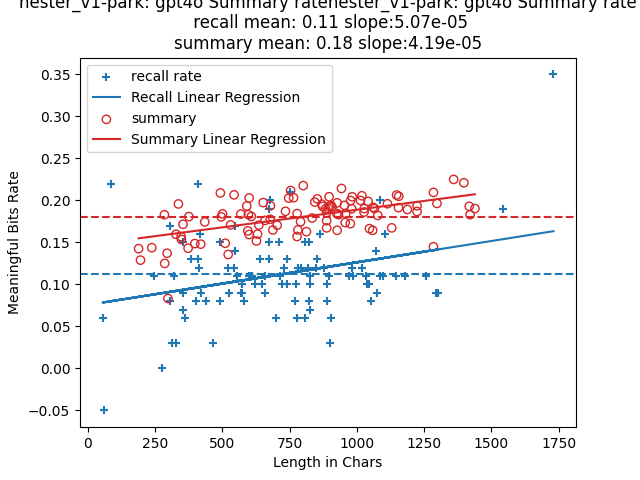 nester_v1-park: gpt4o Summary ratenester_v1-park: gpt4o Summary rate
recall mean: 0.11 slope:5.07e-05
summary mean: 0.18 slope:4.19e-05
recall rate
Recall Linear Regression
summary
Summary Linear Regression
Meaningful Bits Rate
0.35
0.30
0.25
0.20
0.15
0.10
0.05
0.00
−0.05
0
250
500
750
1000
1250
1500
1750
Length in Chars